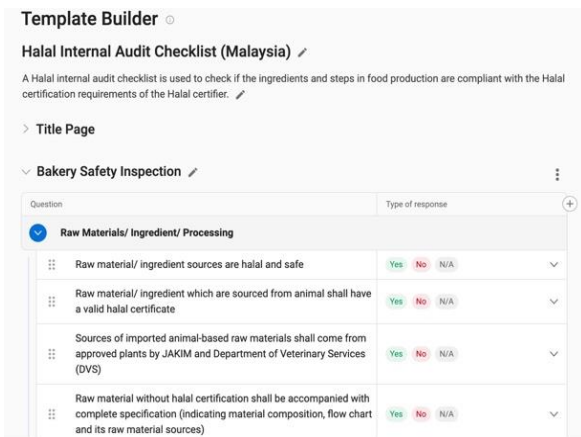 Template Builder
Halal Internal Audit Checklist (Malaysia)
A Halal internal audit checklist is used to check if the ingredients and steps in food production are compliant with the Halal
certification requirements of the Halal certifier.
Title Page
Bakery Safety Inspection
Question Type of response
Raw Materials/ Ingredient/ Processing
Raw material/ ingredient sources are halal and safe Yes No N/A
Raw material/ ingredient which are sourced from animal shall have
a valid halal certificate Yes No N/A
Sources of imported animal-based raw materials shall come from
approved plants by JAKIM and Department of Veterinary Services Yes No N/A
(DVS)
Raw material without halal certification shall be accompanied with
complete specification (indicating material composition, flow chart Yes No N/A
and its raw material sources)